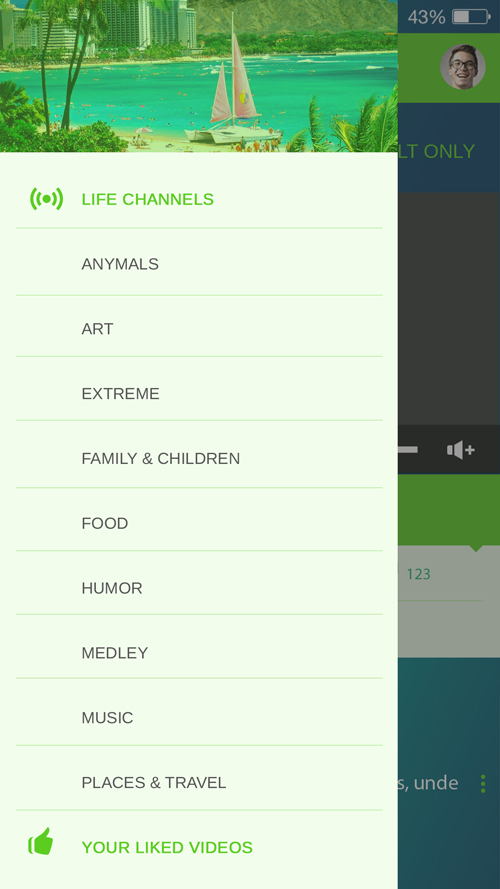 43%
LT ONLY
LIFE CHANNELS
ANYMALS
ART
EXTREME
FAMILY & CHILDREN
FOOD
123
HUMOR
MEDLEY
MUSIC
PLACES & TRAVEL
s, unde
YOUR LIKED VIDEOS